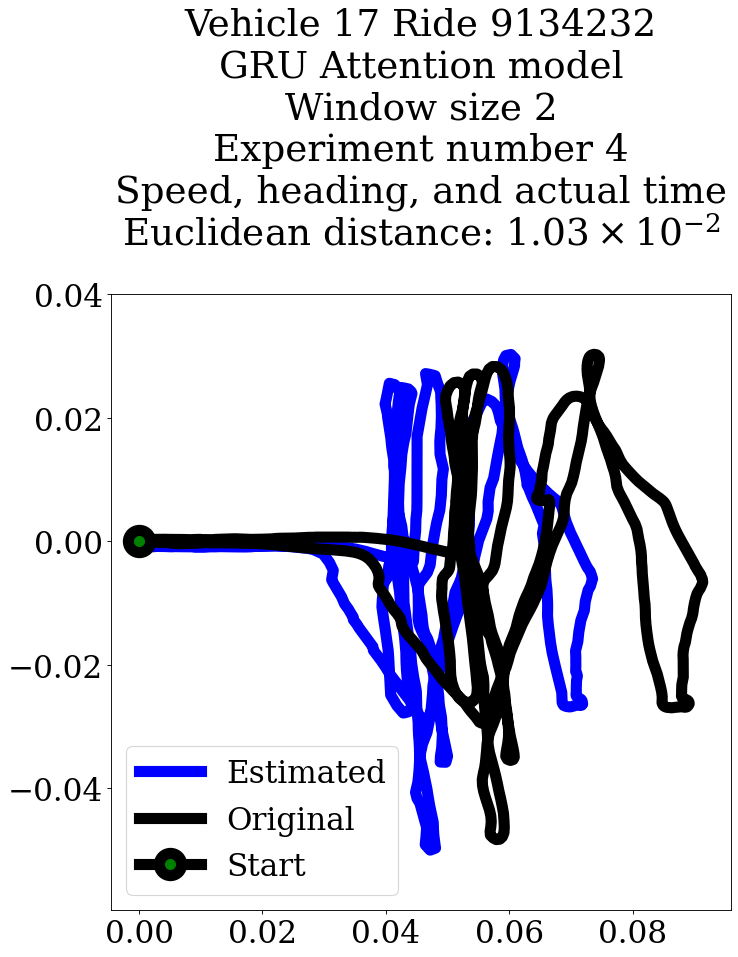 Vehicle 17 Ride 9134232
GRU Attention model
Window size 2
Experiment number 4
Speed, heading, and actual time
Euclidean distance: 1.03 × 10⁻²
0.04
0.02
0.00
−0.02
−0.04
Estimated
Original
Start
0.00 0.02 0.04 0.06 0.08